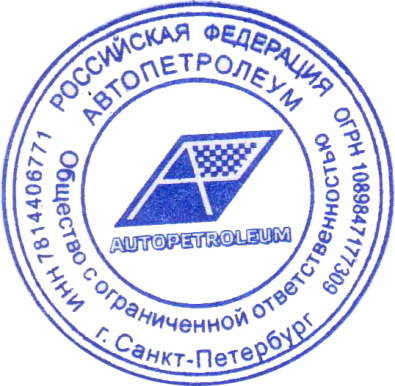 РОССИЙСКАЯ ФЕДЕРАЦИЯ
ОГРН 1089847177309
г. Санкт-Петербург
ИНН 7814406771
АВТОПЕТРОЛЕУМ
Общество с ограниченной ответственностью
AUTOPETROLEUM